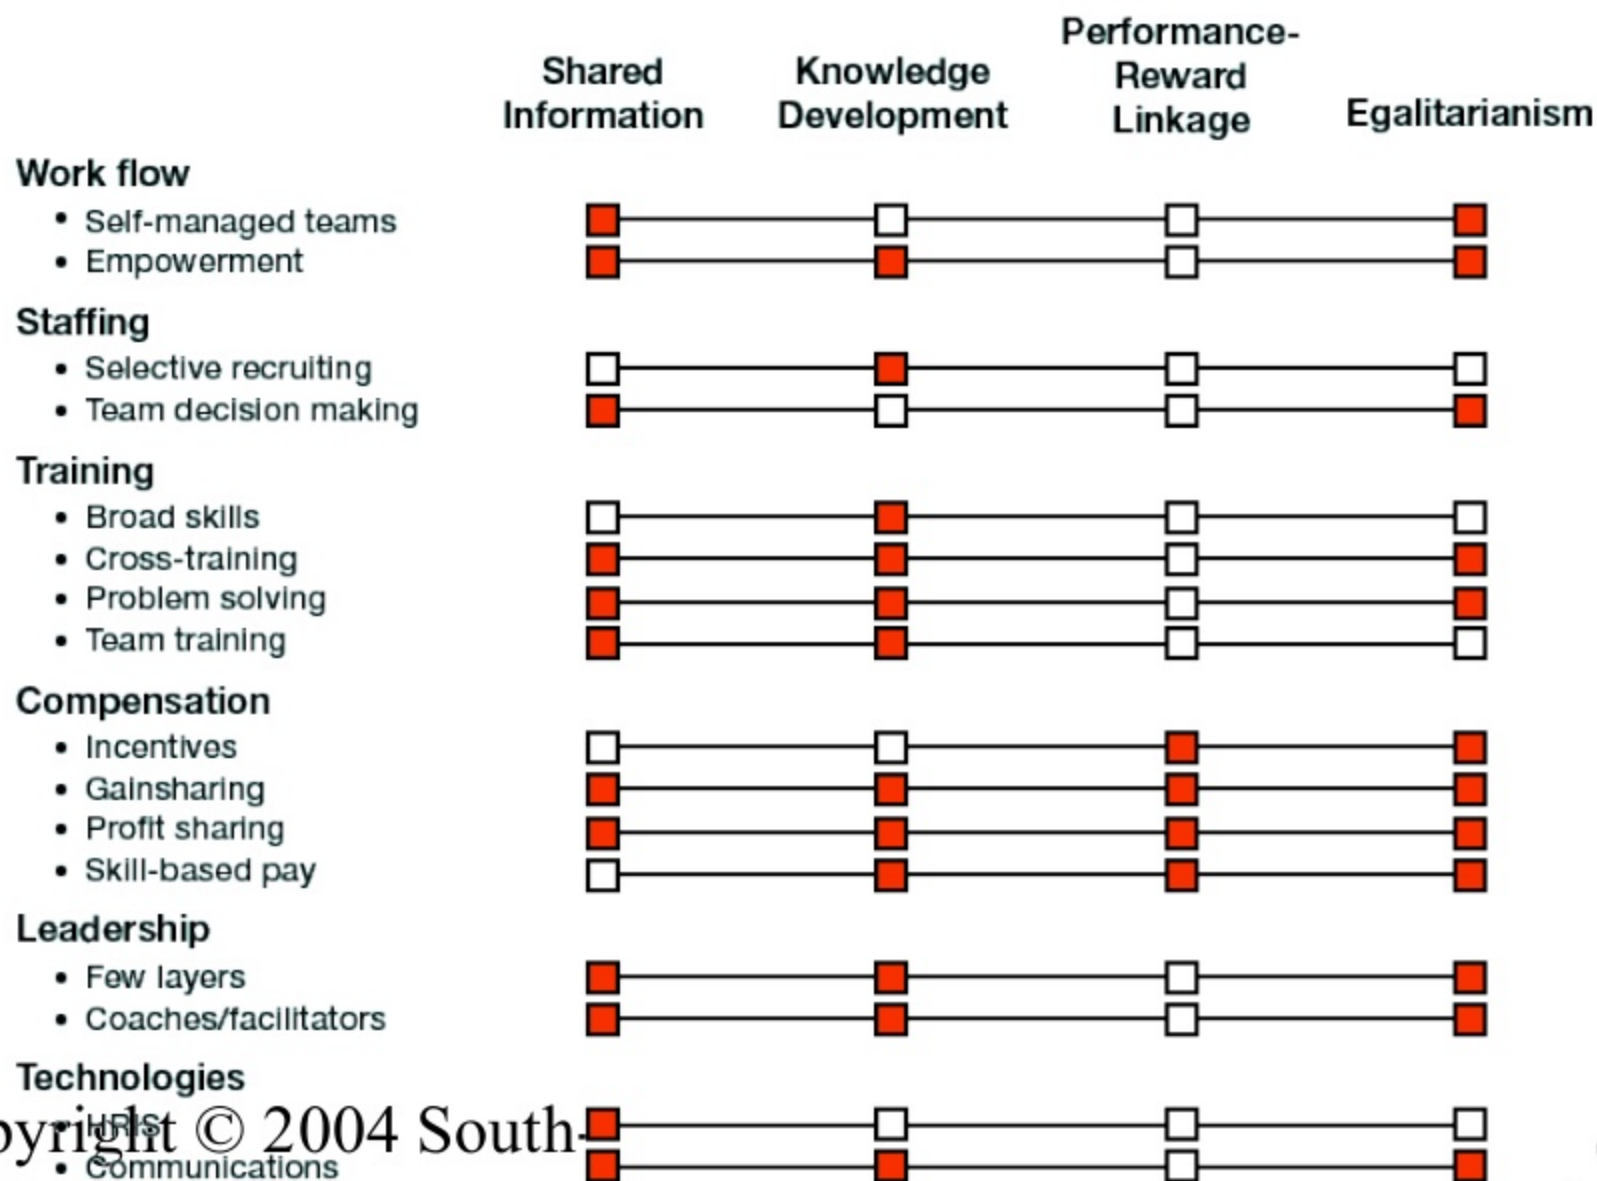 Performance-
Shared Knowledge Reward
Information Development Linkage Egalitarianism
Work flow
• Self-managed teams
• Empowerment
Staffing
• Selective recruiting
• Team decision making
Training
• Broad skills
• Cross-training
• Problem solving
• Team training
Compensation
• Incentives
• Gainsharing
• Profit sharing
• Skill-based pay
Leadership
• Few layers
• Coaches/facilitators
Technologies
• HRIS
pyright © 2004 South-
• Communications